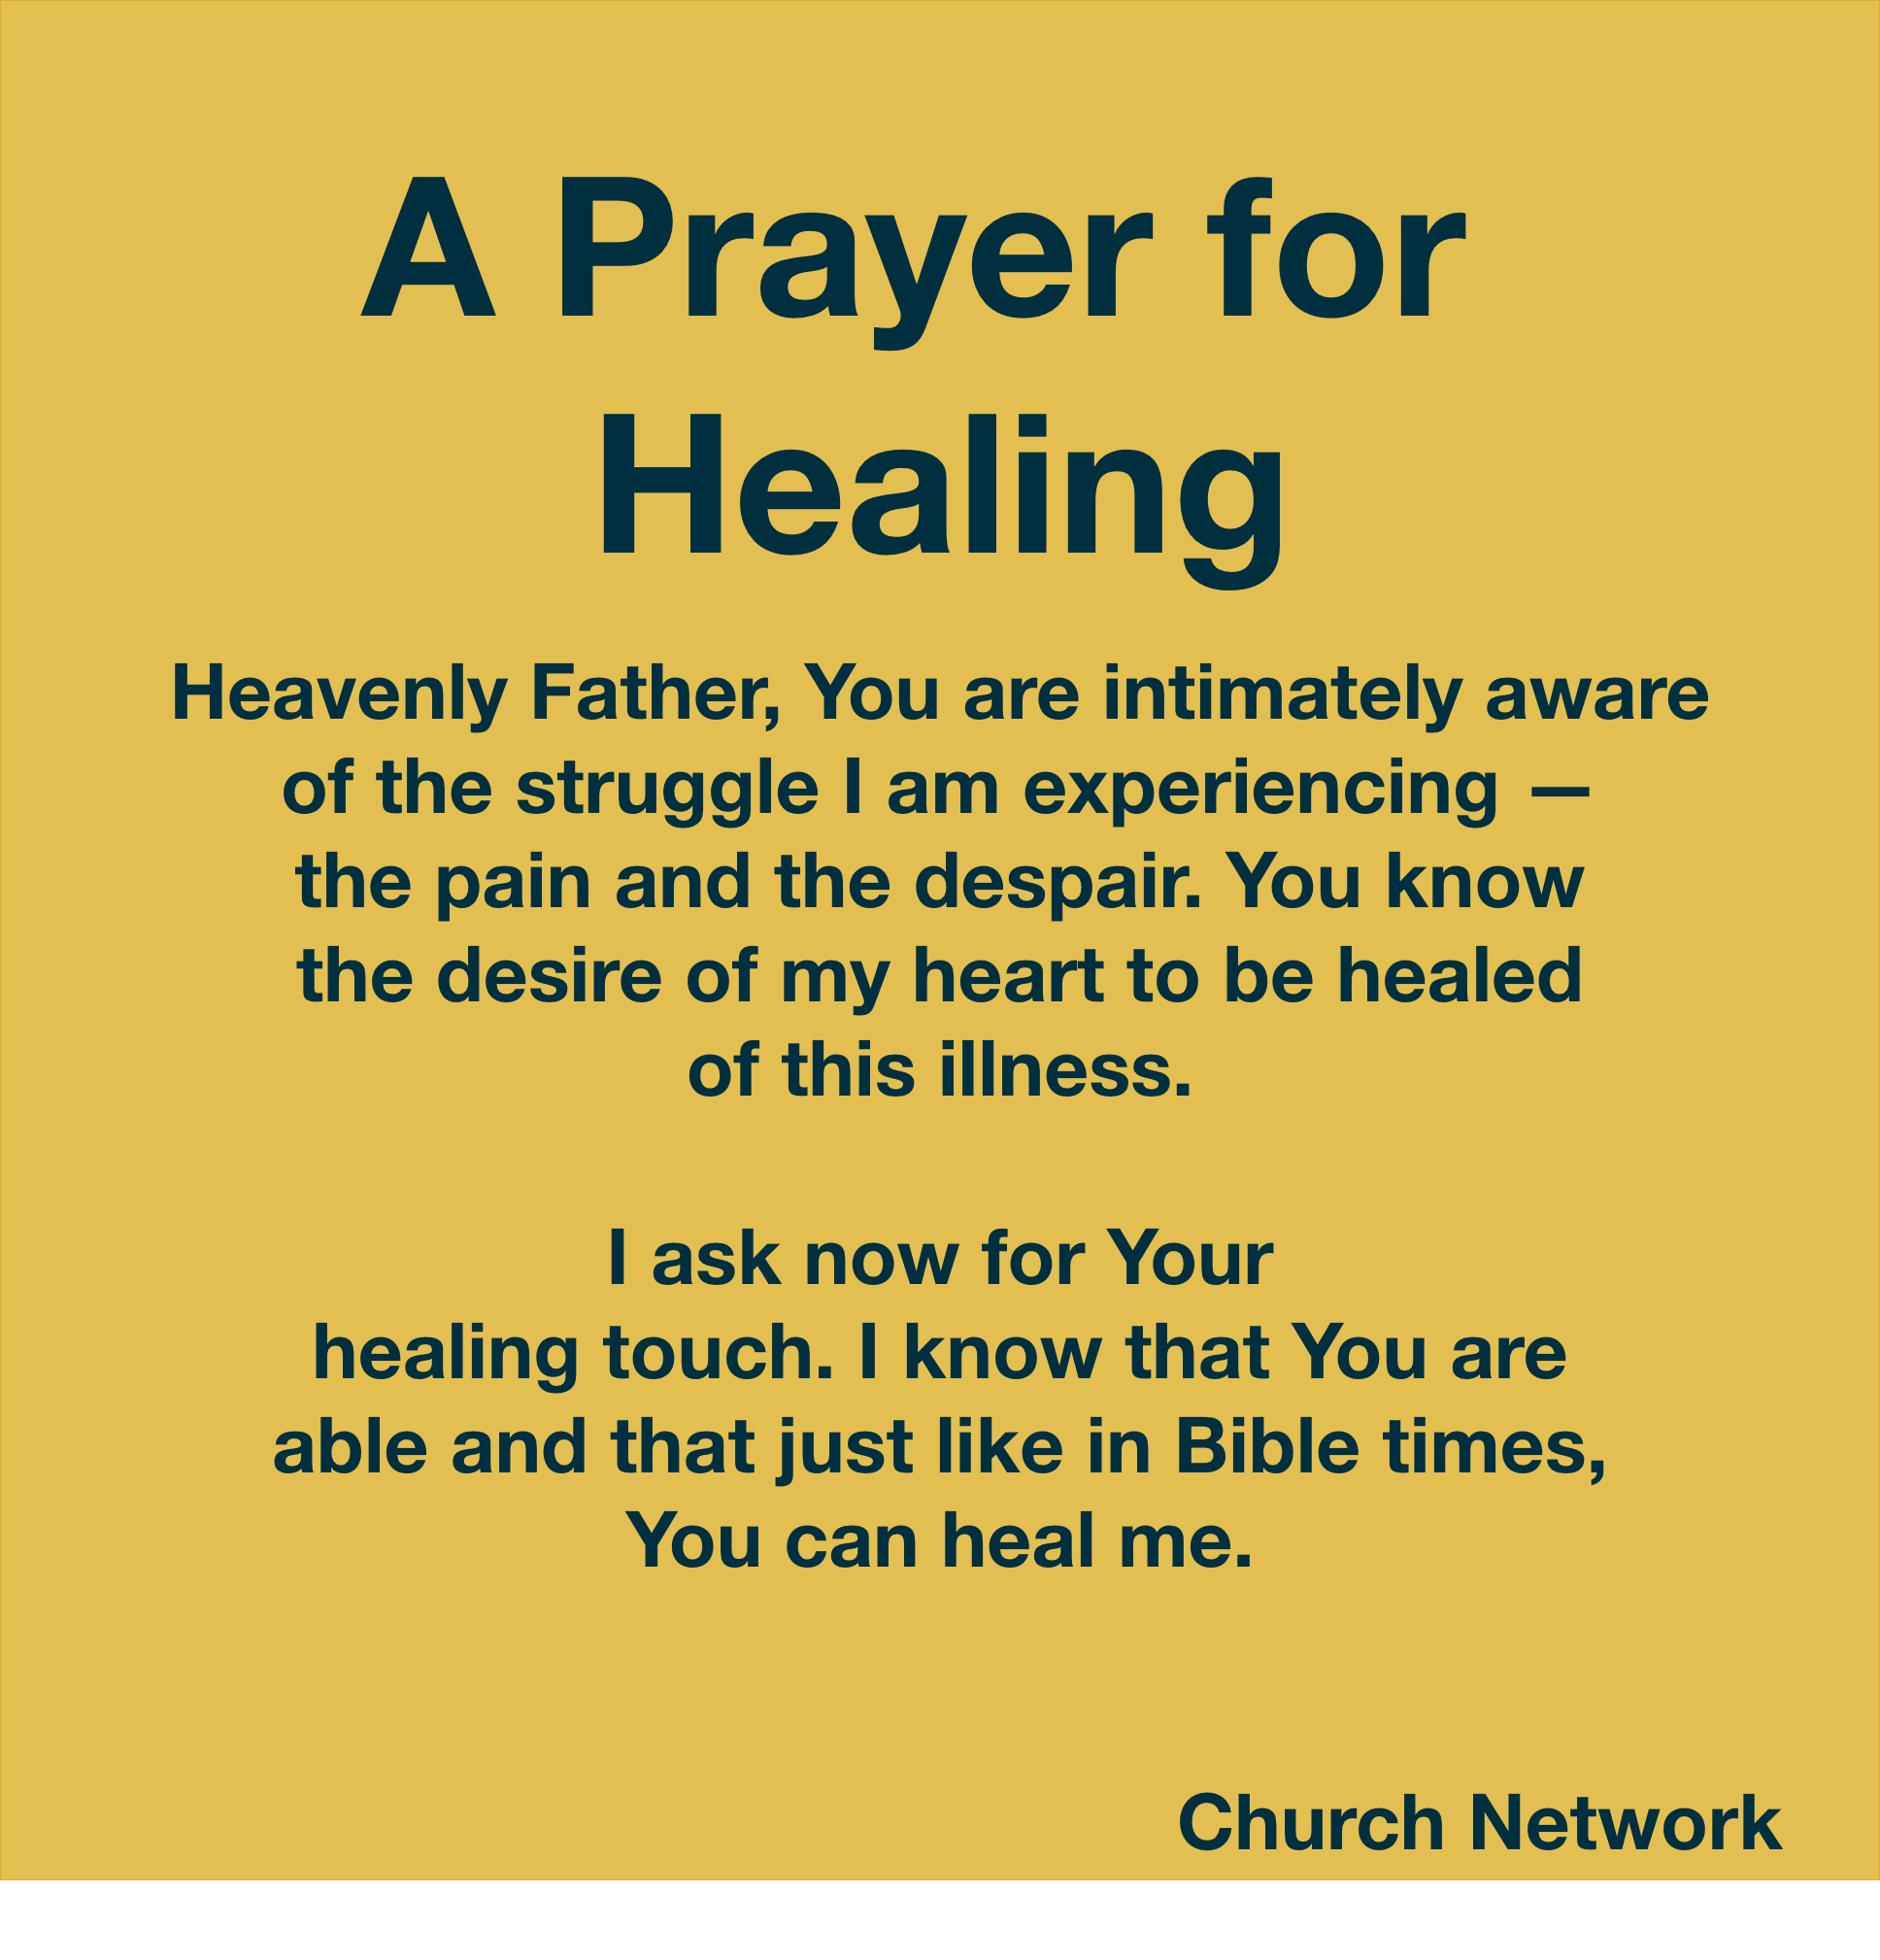 A Prayer for
Healing
Heavenly Father, You are intimately aware
of the struggle I am experiencing —
the pain and the despair. You know
the desire of my heart to be healed
of this illness.
I ask now for Your
healing touch. I know that You are
able and that just like in Bible times,
You can heal me.
Church Network